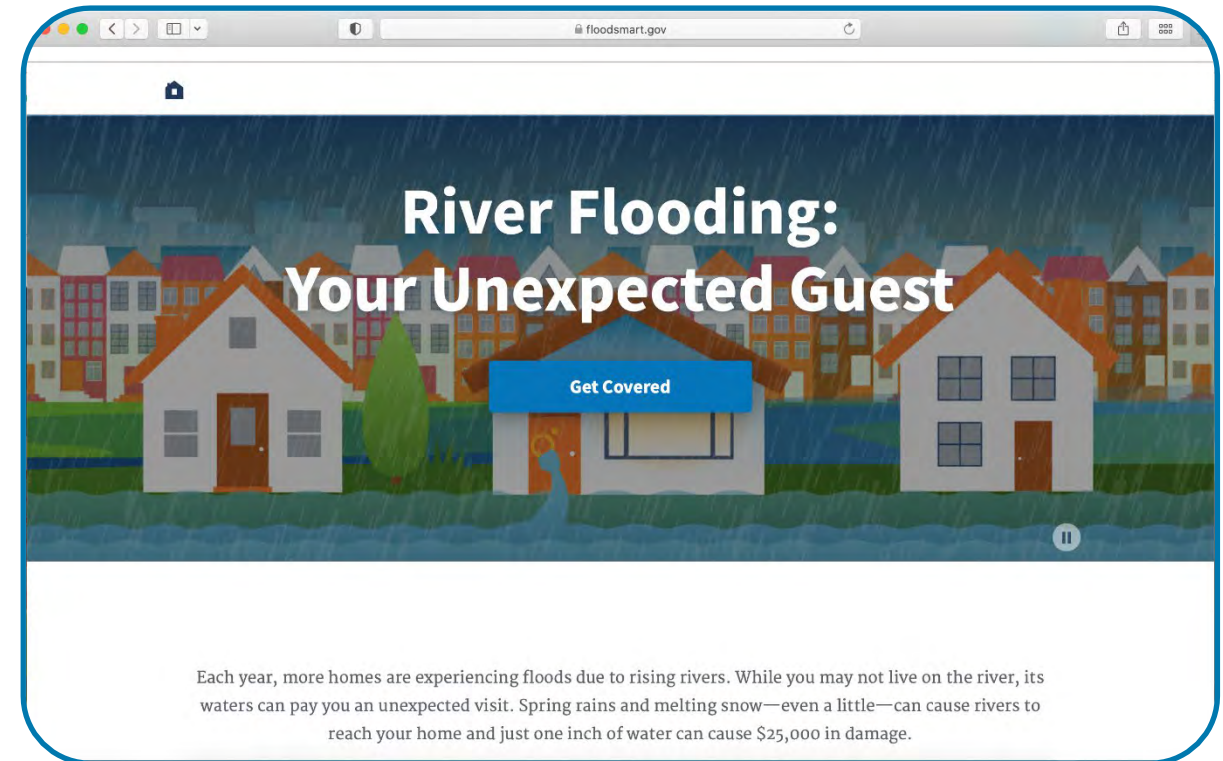 floodsmart.gov
River Flooding:
Your Unexpected Guest
Get Covered
Each year, more homes are experiencing floods due to rising rivers. While you may not live on the river, its
waters can pay you an unexpected visit. Spring rains and melting snow—even a little—can cause rivers to
reach your home and just one inch of water can cause $25,000 in damage.